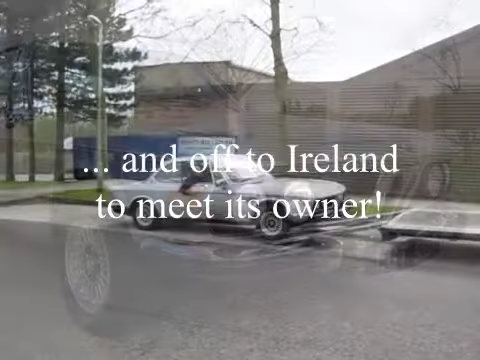 ... and off to Ireland
to meet its owner!